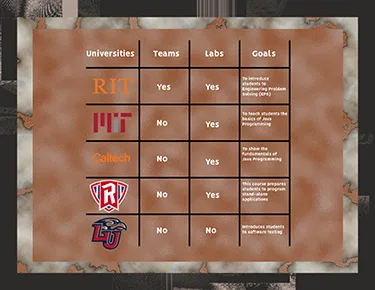 Universities Teams Labs Goals
RIT Yes Yes To introduce
students to
Engineering Problem
Solving (EPS)
MIT No Yes To teach students the
basics of Java
Programming
Caltech No Yes To show the
fundamentals of
Java Programming
R No Yes This course prepares
students to program
stand-alone
applications
LU No No Introduces students
to software testing